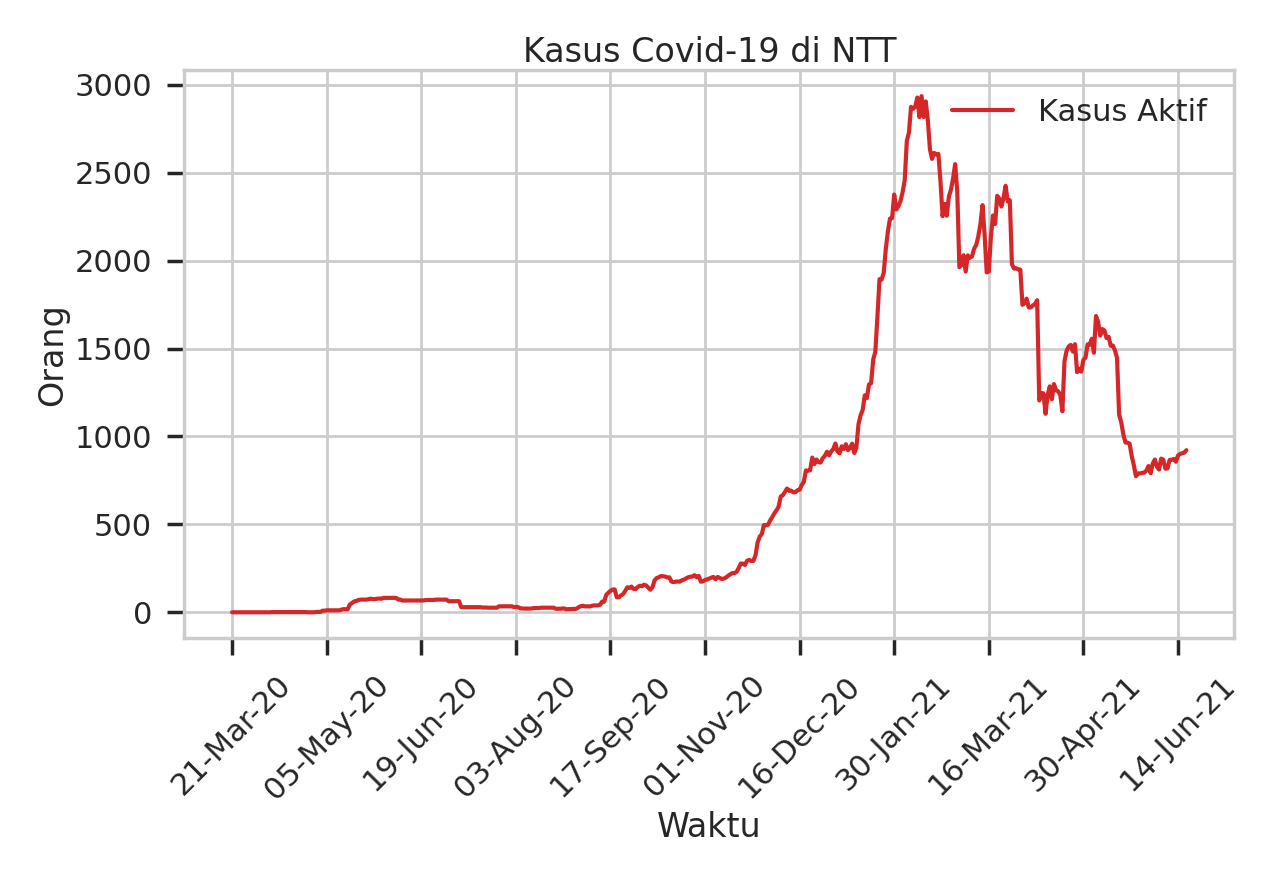 Kasus Covid-19 di NTT
Kasus Aktif
3000
2500
2000
1500
1000
500
0
Orang
21-Mar-20
05-May-20
19-Jun-20
03-Aug-20
17-Sep-20
01-Nov-20
16-Dec-20
30-Jan-21
16-Mar-21
30-Apr-21
14-Jun-21
Waktu